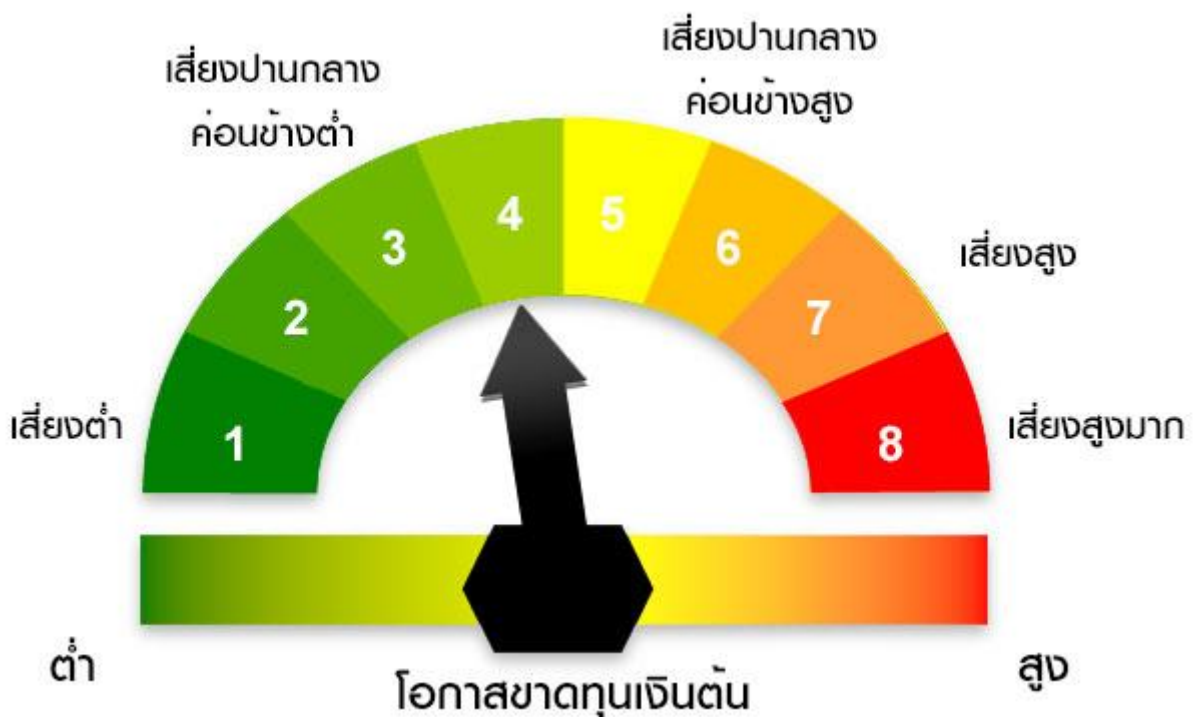 เสี่ยงปานกลาง
ค่อนข้างต่ำ
เสี่ยงปานกลาง
ค่อนข้างสูง
เสี่ยงต่ำ
1
2
3
4
5
6
7
8
เสี่ยงสูง
เสี่ยงสูงมาก
ต่ำ
โอกาสขาดทุนเงินต้น
สูง